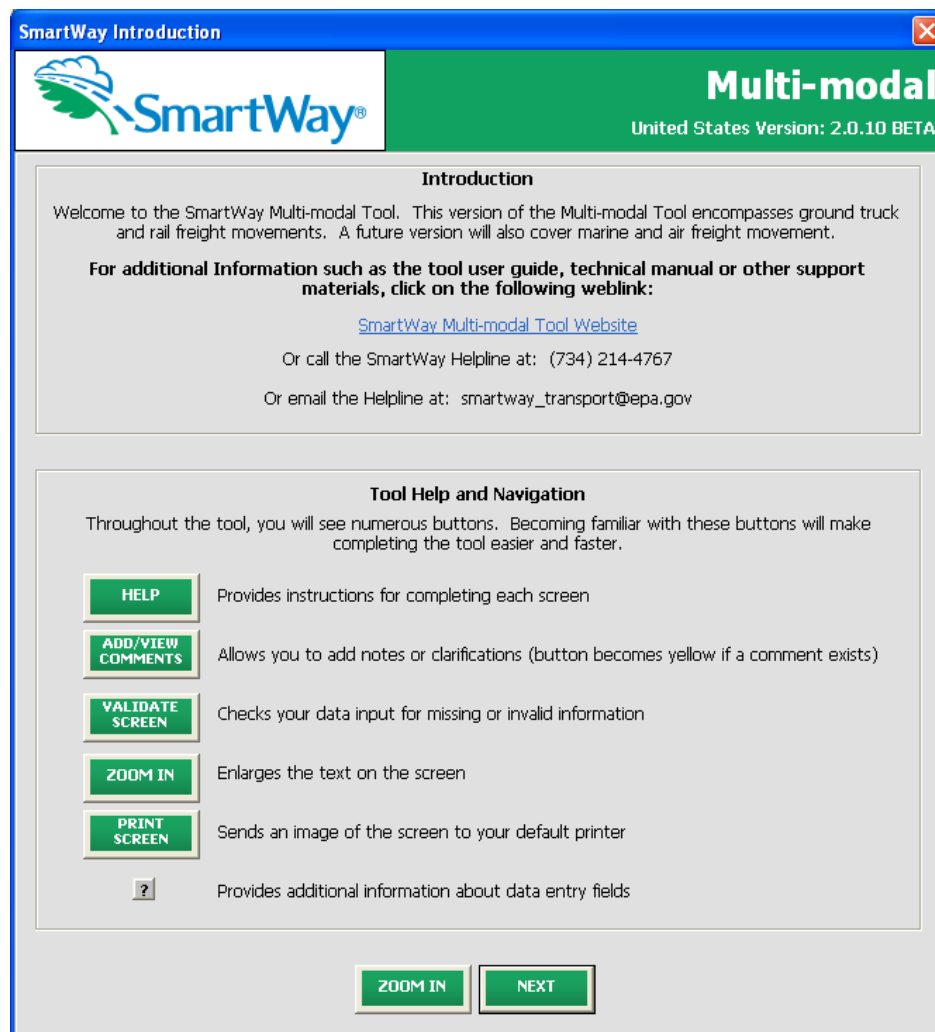 SmartWay Introduction
SmartWay®
Multi-modal
United States Version: 2.0.10 BETA
Introduction
Welcome to the SmartWay Multi-modal Tool. This version of the Multi-modal Tool encompasses ground truck
and rail freight movements. A future version will also cover marine and air freight movement.
For additional Information such as the tool user guide, technical manual or other support
materials, click on the following weblink:
SmartWay Multi-modal Tool Website
Or call the SmartWay Helpline at: (734) 214-4767
Or email the Helpline at: smartway_transport@epa.gov
Tool Help and Navigation
Throughout the tool, you will see numerous buttons. Becoming familiar with these buttons will make
completing the tool easier and faster.
HELP
Provides instructions for completing each screen
ADD/VIEW
COMMENTS
Allows you to add notes or clarifications (button becomes yellow if a comment exists)
VALIDATE
SCREEN
Checks your data input for missing or invalid information
ZOOM IN
Enlarges the text on the screen
PRINT
SCREEN
Sends an image of the screen to your default printer
?
Provides additional information about data entry fields
ZOOM IN
NEXT